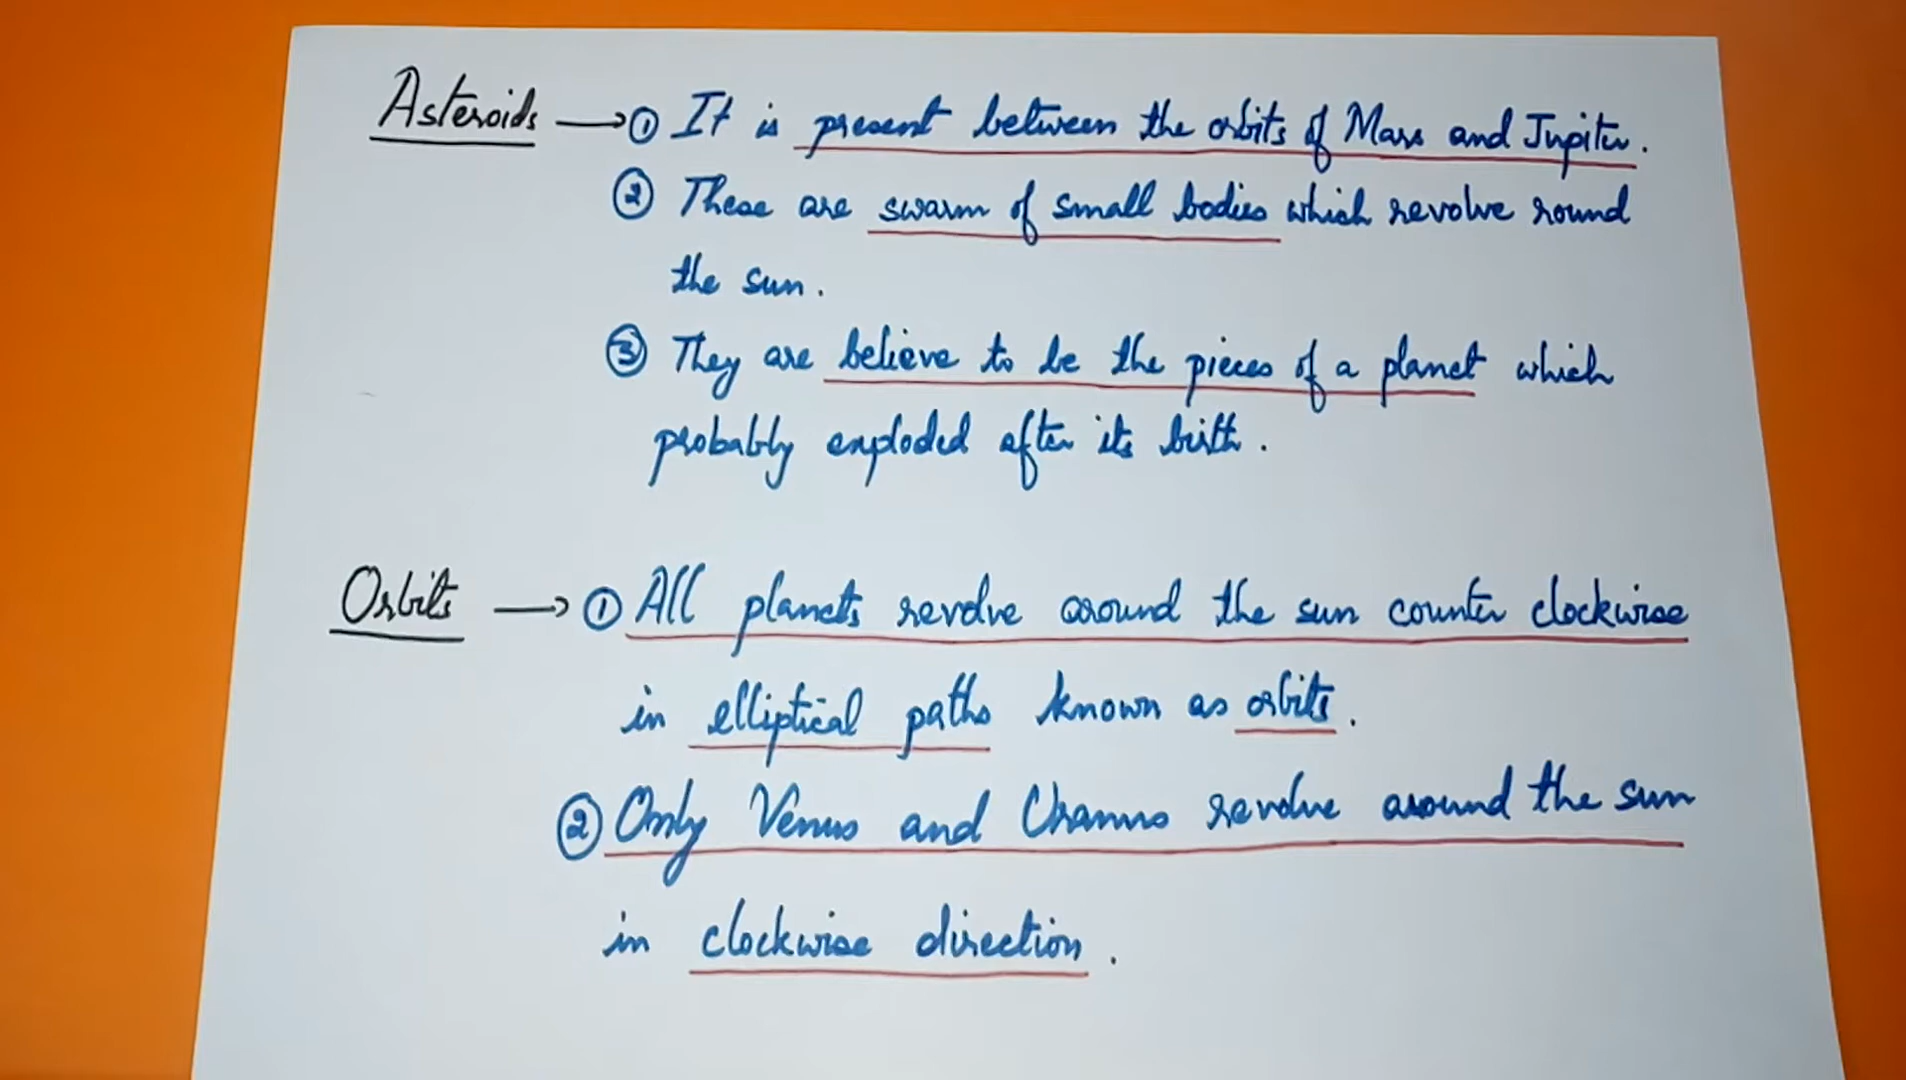 Asteroids → ① It is present between the orbits of Mars and Jupiter.
② These are swarm of small bodies which revolve round
the sun.
③ They are believe to be the pieces of a planet which
probably exploded after its birth.
Orbits → ① All planets revolve around the sun counter clockwise
in elliptical paths known as orbits.
② Only Venus and Uranus revolve around the sun
in clockwise direction.